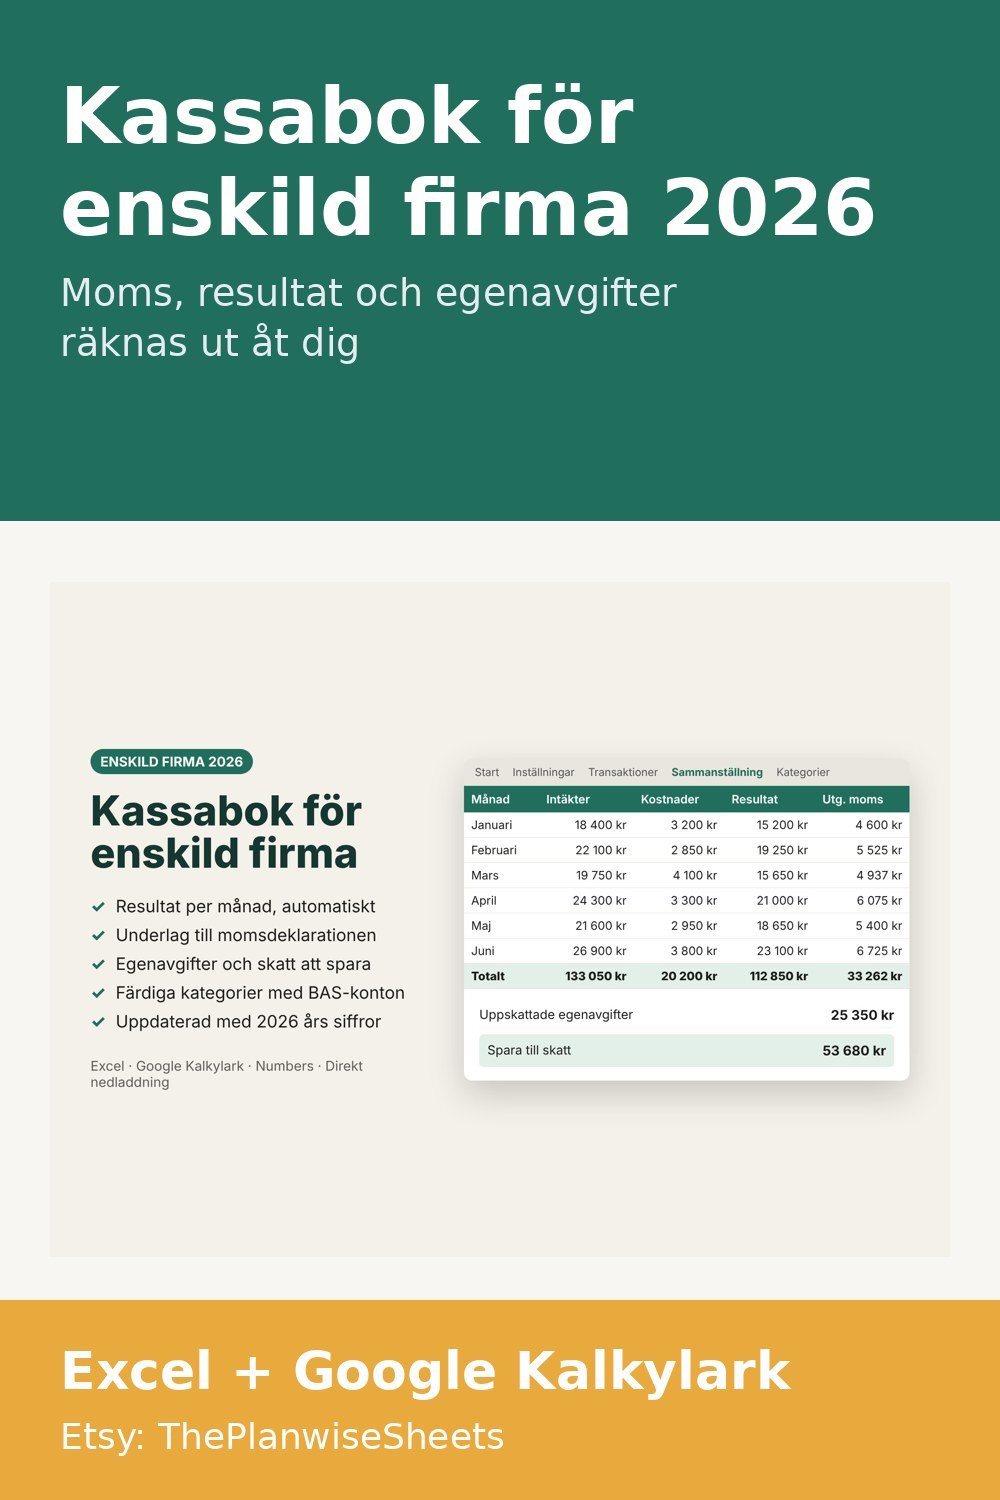 Kassabok för
enskild firma 2026
Moms, resultat och egenavgifter
räknas ut åt dig
ENSKILD FIRMA 2026
Kassabok för
enskild firma
✓ Resultat per månad, automatiskt
✓ Underlag till momsdeklarationen
✓ Egenavgifter och skatt att spara
✓ Färdiga kategorier med BAS-konton
✓ Uppdaterad med 2026 års siffror
Excel · Google Kalkylark · Numbers · Direkt
nedladdning
Start Inställningar Transaktioner Sammanställning Kategorier
Månad Intäkter Kostnader Resultat Utg. moms
Januari 18 400 kr 3 200 kr 15 200 kr 4 600 kr
Februari 22 100 kr 2 850 kr 19 250 kr 5 525 kr
Mars 19 750 kr 4 100 kr 15 650 kr 4 937 kr
April 24 300 kr 3 300 kr 21 000 kr 6 075 kr
Maj 21 600 kr 2 950 kr 18 650 kr 5 400 kr
Juni 26 900 kr 3 800 kr 23 100 kr 6 725 kr
Totalt 133 050 kr 20 200 kr 112 850 kr 33 262 kr
Uppskattade egenavgifter 25 350 kr
Spara till skatt 53 680 kr
Excel + Google Kalkylark
Etsy: ThePlanwiseSheets